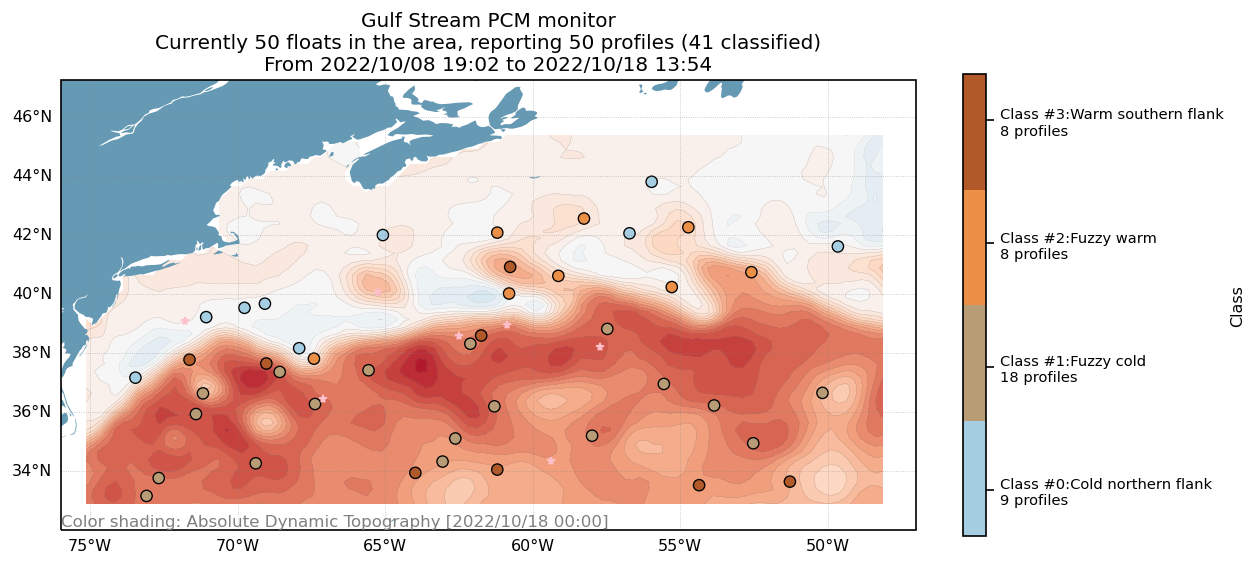 Gulf Stream PCM monitor
Currently 50 floats in the area, reporting 50 profiles (41 classified)
From 2022/10/08 19:02 to 2022/10/18 13:54
46°N
44°N
42°N
40°N
38°N
36°N
34°N
Color shading: Absolute Dynamic Topography [2022/10/18 00:00]
75°W
70°W
65°W
60°W
55°W
50°W
Class #3:Warm southern flank
8 profiles
Class #2:Fuzzy warm
8 profiles
Class #1:Fuzzy cold
18 profiles
Class #0:Cold northern flank
9 profiles
Class